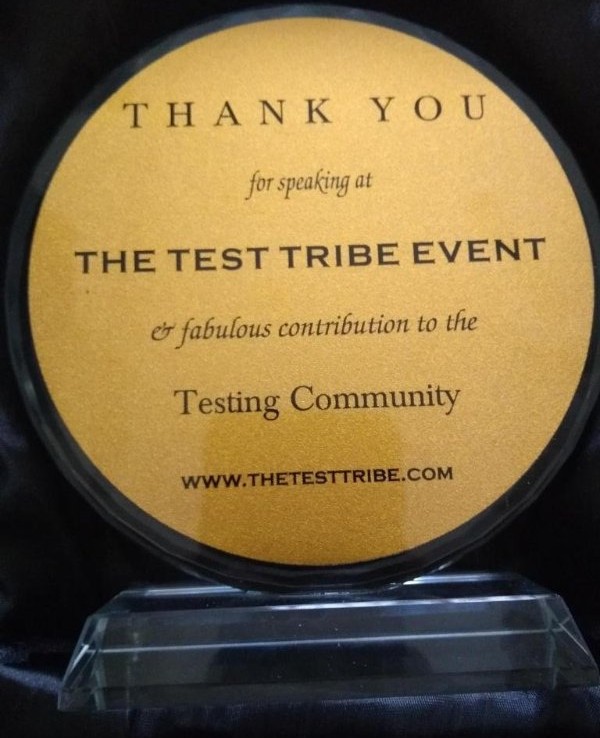 THANK YOU
for speaking at
THE TEST TRIBE EVENT
& fabulous contribution to the
Testing Community
WWW.THETESTTRIBE.COM